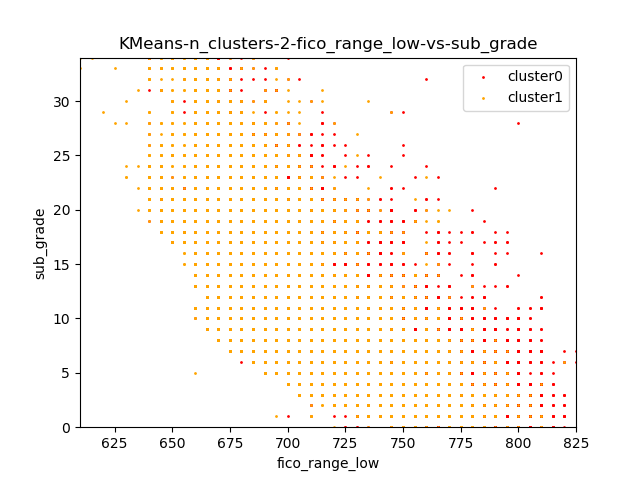 KMeans-n_clusters-2-fico_range_low-vs-sub_grade
cluster0
cluster1
30
25
20
15
10
5
0
sub_grade
625 650 675 700 725 750 775 800 825
fico_range_low